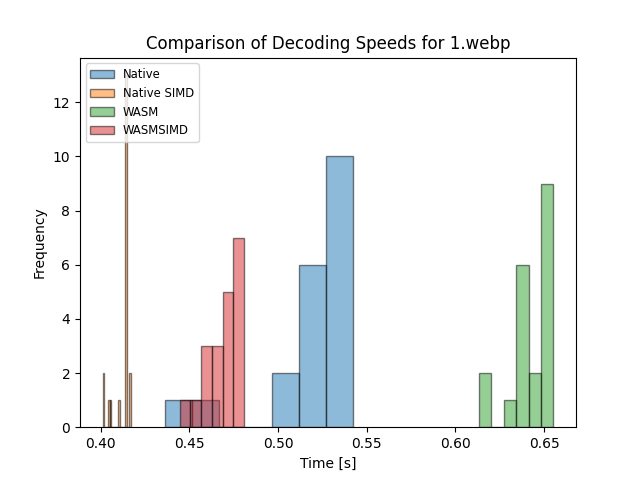 Comparison of Decoding Speeds for 1.webp
Native
Native SIMD
WASM
WASMSIMD
12
10
8
6
4
2
0
Frequency
0.40 0.45 0.50 0.55 0.60 0.65
Time [s]